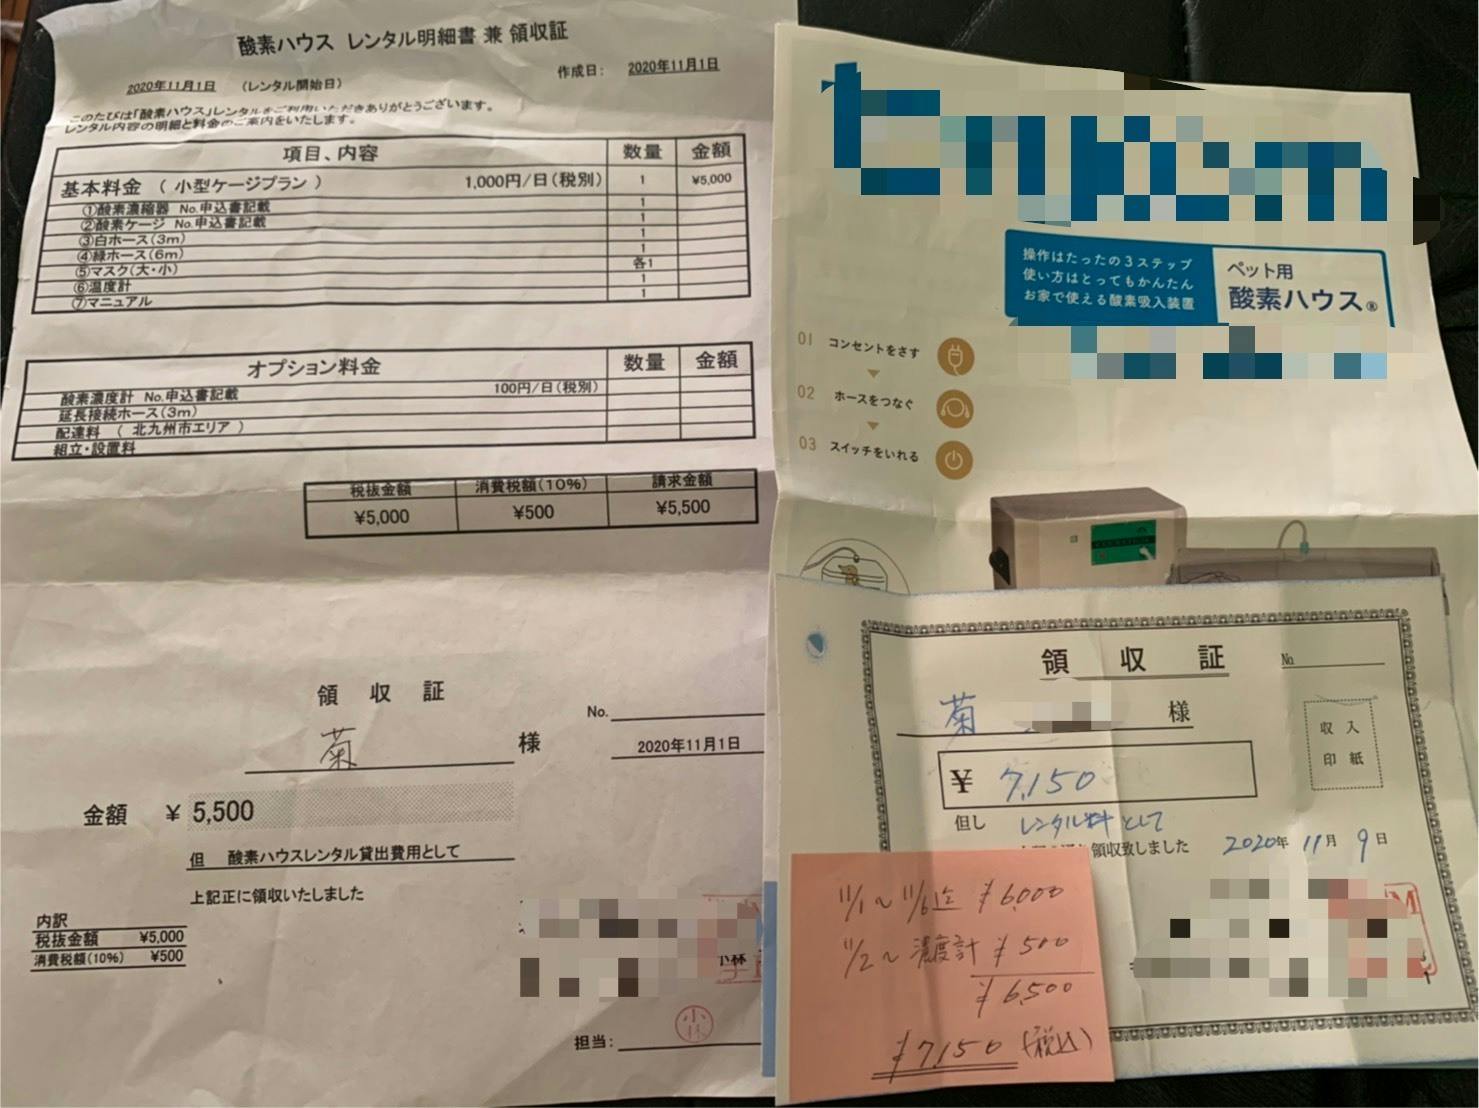 酸素ハウス レンタル明細書 兼 領収証
2020年11月1日 (レンタル開始日)
作成日: 2020年11月1日
このたびは「酸素ハウス」レンタルをご利用いただきありがとうございます。
レンタル内容の明細と料金のご案内をいたします。
項目、内容 数量 金額
基本料金 ( 小型ケージプラン ) 1,000円/日(税別) 1 ¥5,000
①酸素濃縮器 No.申込書記載 1
②酸素ケージ No.申込書記載 1
③白ホース(3m) 1
④緑ホース(6m) 1
⑤マスク(大・小) 各1
⑥温度計 1
⑦マニュアル 1
オプション料金 数量 金額
酸素濃度計 No.申込書記載 100円/日(税別)
延長接続ホース(3m)
配達料 ( 北九州市エリア )
組立・設置料
税抜金額 消費税額(10%) 請求金額
¥5,000 ¥500 ¥5,500
領収証
菊 様
No.
2020年11月1日
金額 ¥ 5,500
但 酸素ハウスレンタル貸出費用として
上記正に領収いたしました
内訳
税抜金額 ¥5,000
消費税額(10%) ¥500
小林
担当:
小林
操作はたったの3ステップ
使い方はとってもかんたん
お家で使える酸素吸入装置
ペット用
酸素ハウス®
01 コンセントをさす
02 ホースをつなぐ
03 スイッチをいれる
領収証
No.
菊 様
収入
印紙
¥ 7,150
但し レンタル料として
領収致しました 2020年 11月 9日
11/1~11/6迄 ¥6,000
11/2~濃度計 ¥500
¥6,500
¥7,150 (税込)